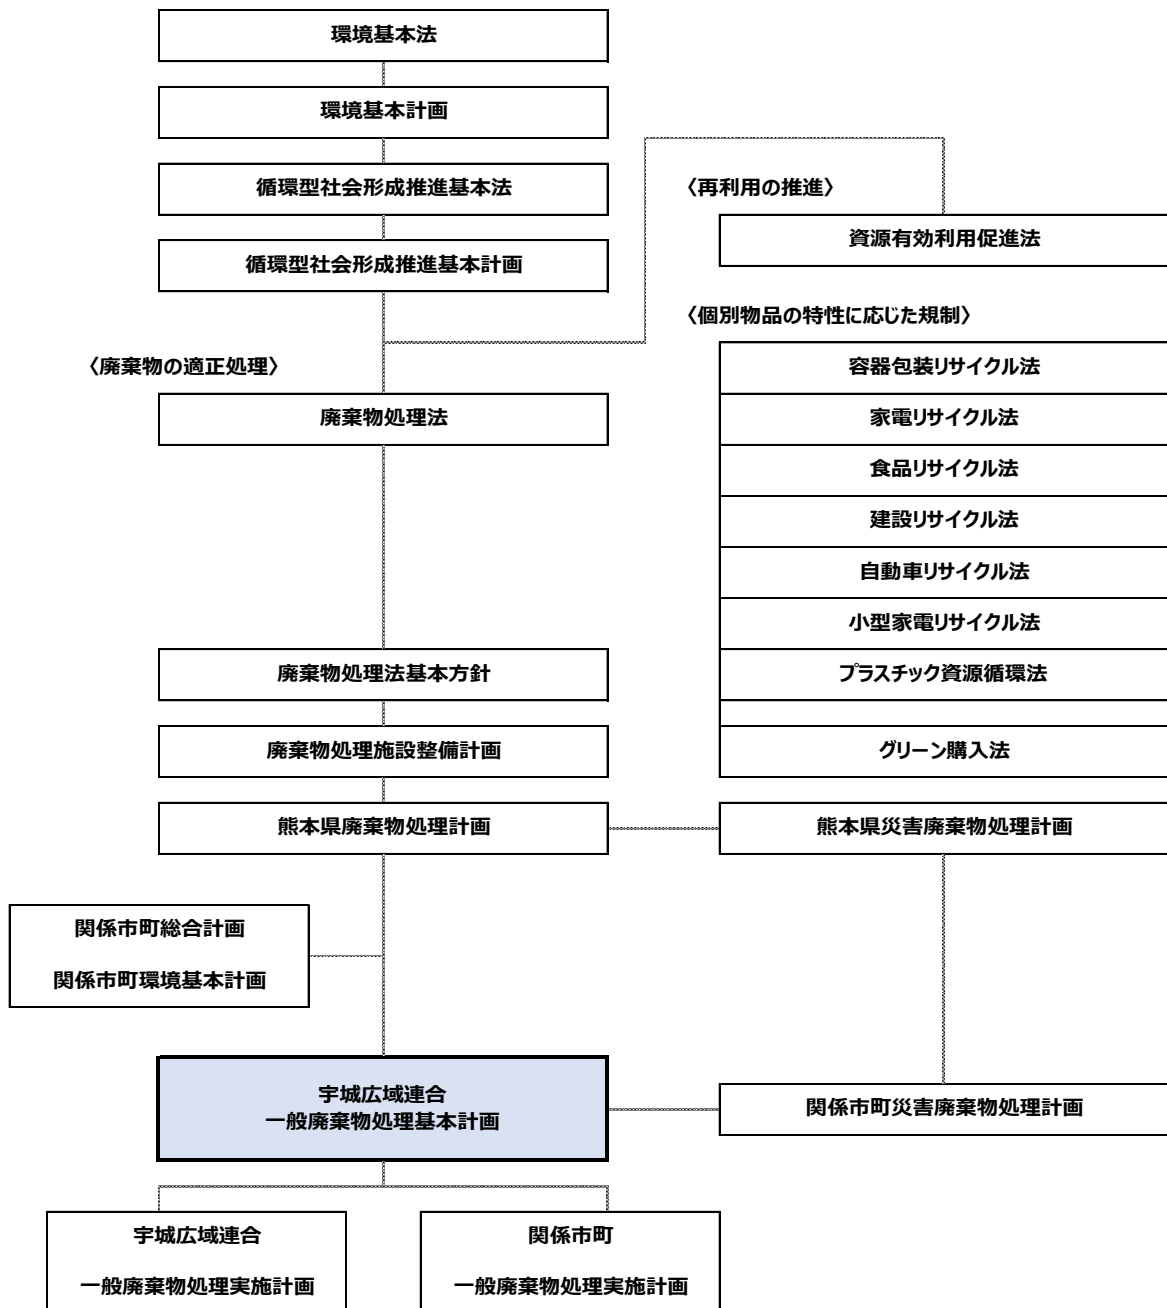 環境基本法
環境基本計画
循環型社会形成推進基本法
循環型社会形成推進基本計画
〈再利用の推進〉
資源有効利用促進法
〈個別物品の特性に応じた規制〉
容器包装リサイクル法
家電リサイクル法
食品リサイクル法
建設リサイクル法
自動車リサイクル法
小型家電リサイクル法
プラスチック資源循環法
グリーン購入法
〈廃棄物の適正処理〉
廃棄物処理法
廃棄物処理法基本方針
廃棄物処理施設整備計画
熊本県廃棄物処理計画
熊本県災害廃棄物処理計画
関係市町総合計画
関係市町環境基本計画
宇城広域連合
一般廃棄物処理基本計画
関係市町災害廃棄物処理計画
宇城広域連合
一般廃棄物処理実施計画
関係市町
一般廃棄物処理実施計画